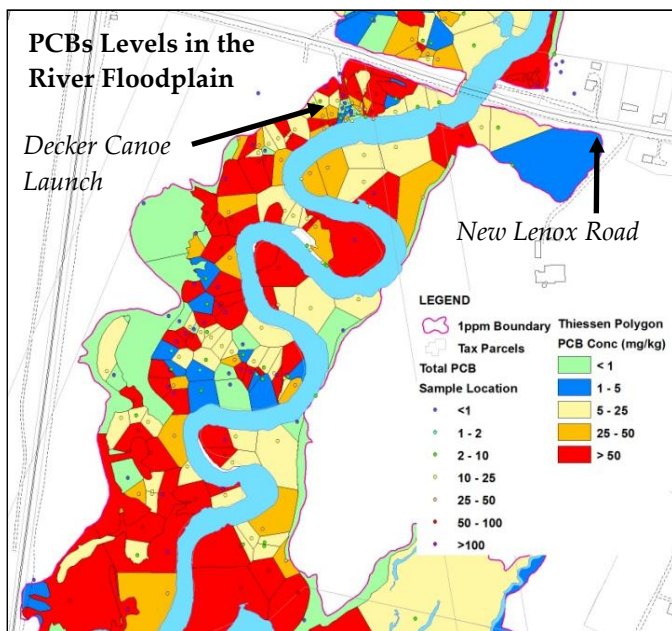 PCBs Levels in the
River Floodplain
Decker Canoe
Launch
New Lenox Road
LEGEND
1ppm Boundary
Tax Parcels
Total PCB
Sample Location
<1
1 - 2
2 - 10
10 - 25
25 - 50
50 - 100
>100
Thiessen Polygon
PCB Conc (mg/kg)
< 1
1 - 5
5 - 25
25 - 50
> 50